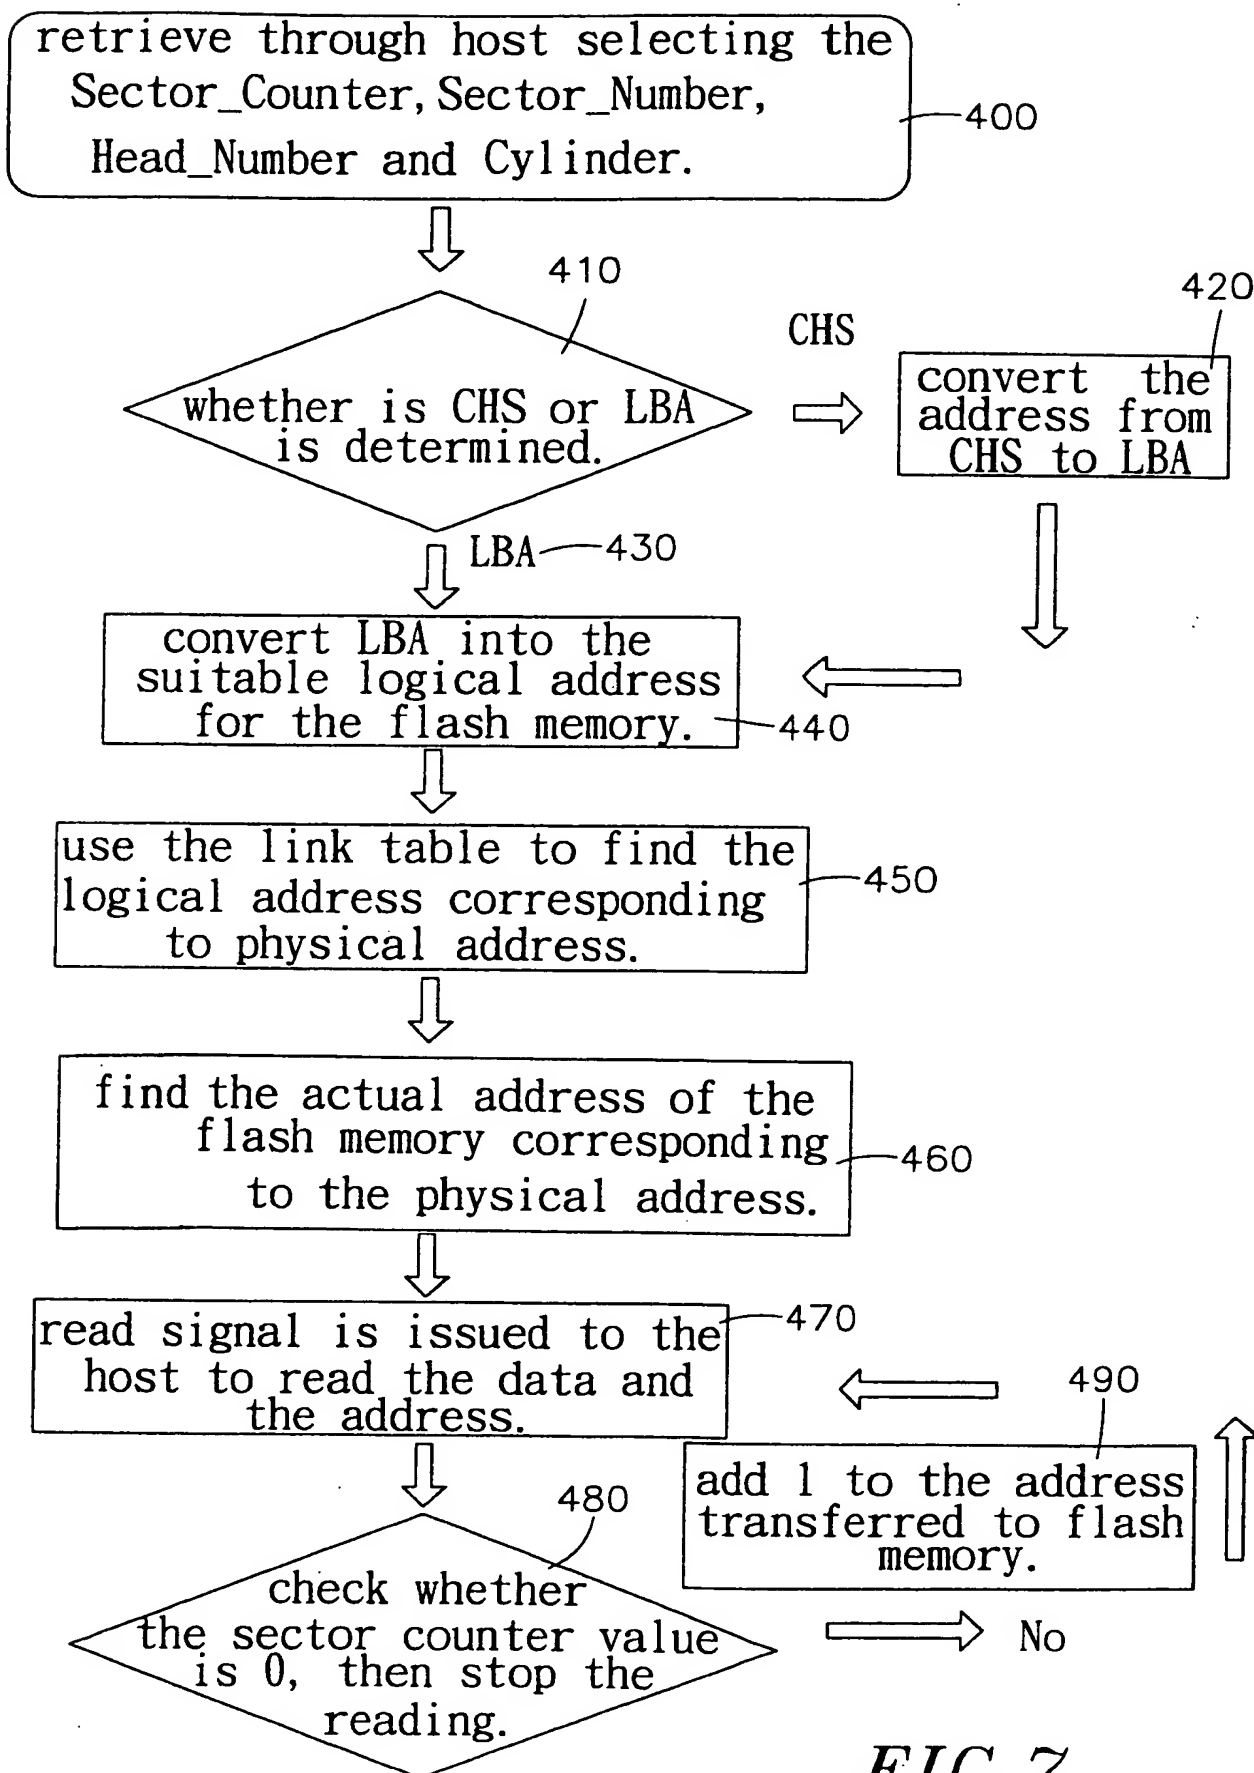 retrieve through host selecting the
Sector_Counter, Sector_Number,
Head_Number and Cylinder.
400
410
whether is CHS or LBA
is determined.
CHS
420
convert the
address from
CHS to LBA
LBA
430
convert LBA into the
suitable logical address
for the flash memory.
440
use the link table to find the
logical address corresponding
to physical address.
450
find the actual address of the
flash memory corresponding
to the physical address.
460
read signal is issued to the
host to read the data and
the address.
470
490
add 1 to the address
transferred to flash
memory.
480
check whether
the sector counter value
is 0, then stop the
reading.
No
FIG 7